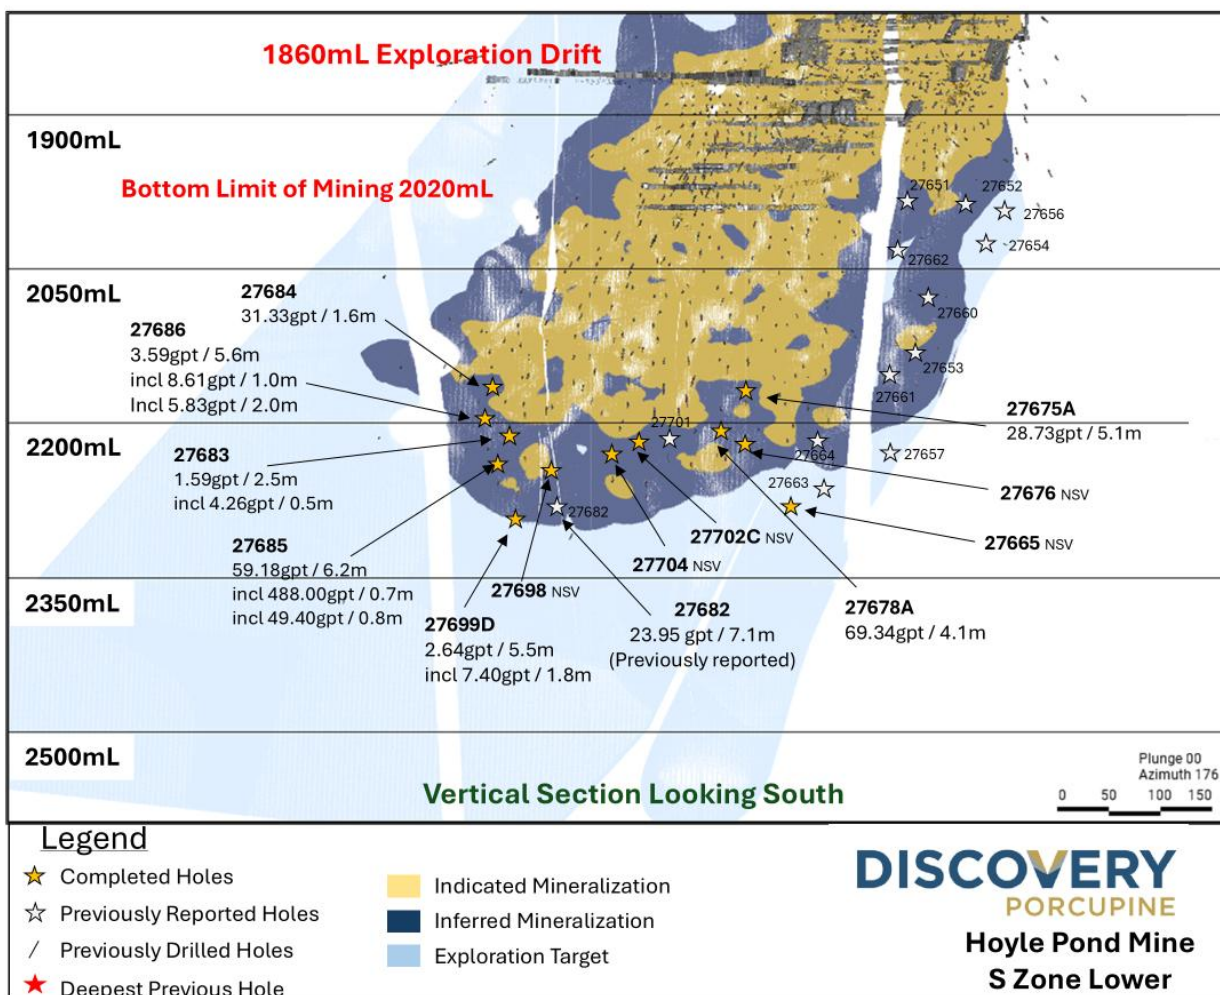 1860mL Exploration Drift
1900mL
Bottom Limit of Mining 2020mL
27651
27652
27656
27654
27662
2050mL
27660
27653
27661
27684
31.33gpt / 1.6m
27686
3.59gpt / 5.6m
incl 8.61gpt / 1.0m
Incl 5.83gpt / 2.0m
27675A
28.73gpt / 5.1m
2200mL
27701
27664
27657
27663
27683
1.59gpt / 2.5m
incl 4.26gpt / 0.5m
27676 NSV
27682
27665 NSV
27702C NSV
27704 NSV
27685
59.18gpt / 6.2m
incl 488.00gpt / 0.7m
incl 49.40gpt / 0.8m
27698 NSV
2350mL
27699D
2.64gpt / 5.5m
incl 7.40gpt / 1.8m
27682
23.95 gpt / 7.1m
(Previously reported)
27678A
69.34gpt / 4.1m
2500mL
Vertical Section Looking South
Plunge 00
Azimuth 176
0 50 100 150
Legend
Completed Holes
Previously Reported Holes
Previously Drilled Holes
Deepest Previous Hole
Indicated Mineralization
Inferred Mineralization
Exploration Target
DISCOVERY
PORCUPINE
Hoyle Pond Mine
S Zone Lower